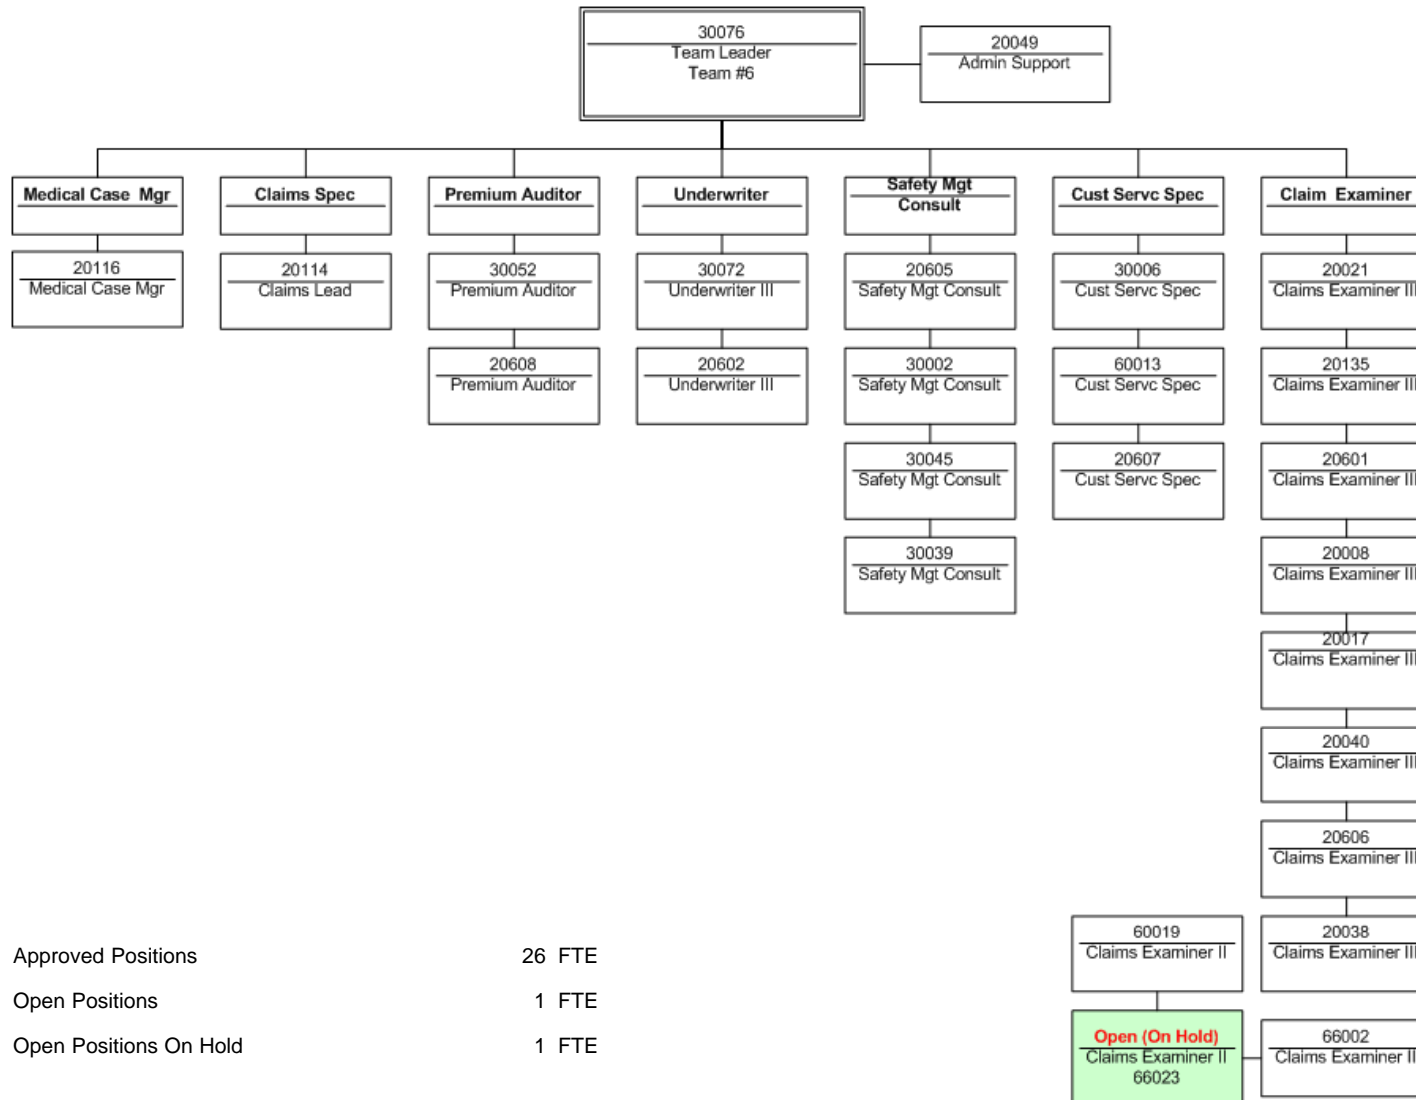 30076
Team Leader
Team #6
20049
Admin Support
Medical Case Mgr
20116
Medical Case Mgr
Claims Spec
20114
Claims Lead
Premium Auditor
30052
Premium Auditor
20608
Premium Auditor
Underwriter
30072
Underwriter III
20602
Underwriter III
Safety Mgt
Consult
20605
Safety Mgt Consult
30002
Safety Mgt Consult
30045
Safety Mgt Consult
30039
Safety Mgt Consult
Cust Servc Spec
30006
Cust Servc Spec
60013
Cust Servc Spec
20607
Cust Servc Spec
Claim Examiner
20021
Claims Examiner III
20135
Claims Examiner III
20601
Claims Examiner III
20008
Claims Examiner III
20017
Claims Examiner III
20040
Claims Examiner III
20606
Claims Examiner III
20038
Claims Examiner III
60019
Claims Examiner II
Open (On Hold)
Claims Examiner II
66023
66002
Claims Examiner II
Approved Positions 26 FTE
Open Positions 1 FTE
Open Positions On Hold 1 FTE